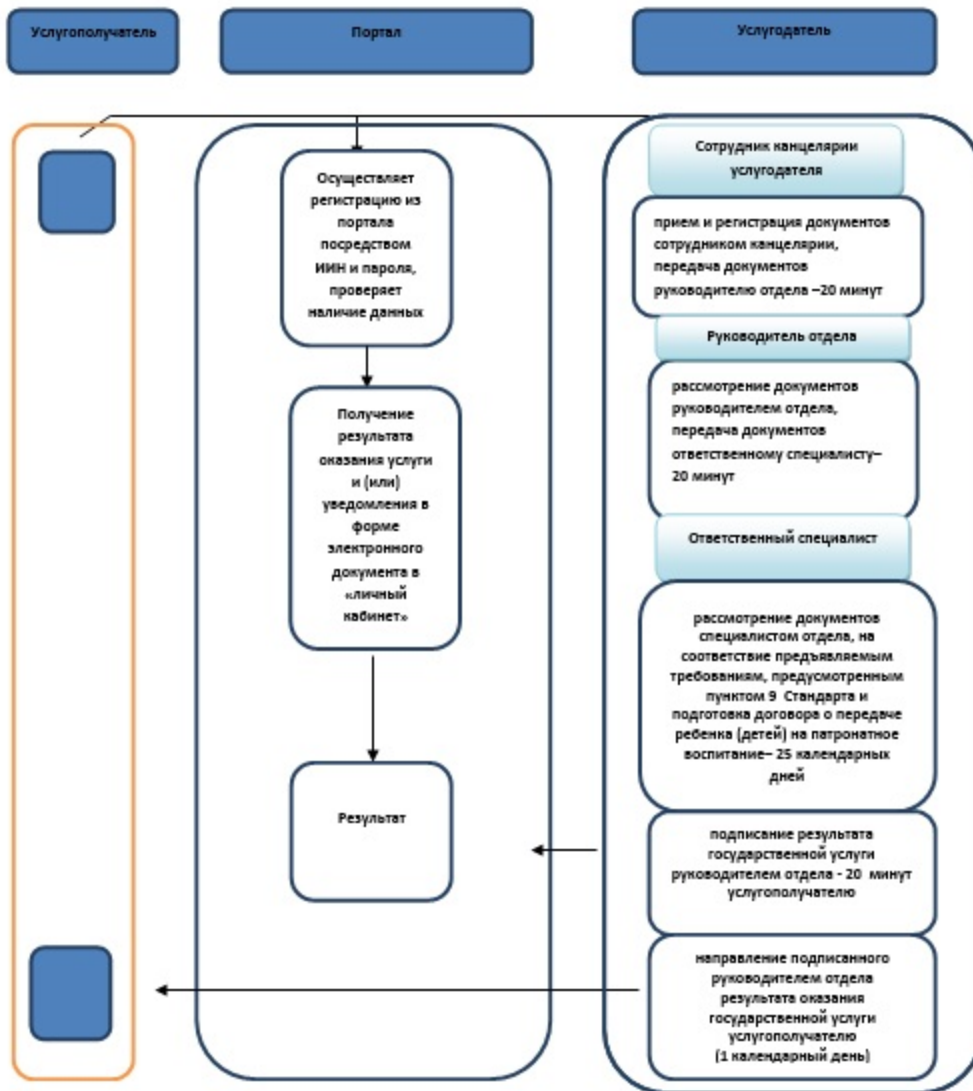 Услугополучатель
Портал
Услугодатель
Осуществляет
регистрацию из
портала
посредством
ИИН и пароля,
проверяет
наличие данных
Получение
результата
оказания услуги
и (или)
уведомления в
форме
электронного
документа в
«личный
кабинет»
Результат
Сотрудник канцелярии
услугодателя
прием и регистрация документов
сотрудником канцелярии,
передача документов
руководителю отдела –20 минут
Руководитель отдела
рассмотрение документов
руководителем отдела,
передача документов
ответственному специалисту–
20 минут
Ответственный специалист
рассмотрение документов
специалистом отдела, на
соответствие предъявляемым
требованиям, предусмотренным
пунктом 9 Стандарта и
подготовка договора о передаче
ребенка (детей) на патронатное
воспитание– 25 календарных
дней
подписание результата
государственной услуги
руководителем отдела - 20 минут
услугополучателю
направление подписанного
руководителем отдела
результата оказания
государственной услуги
услугополучателю
(1 календарный день)